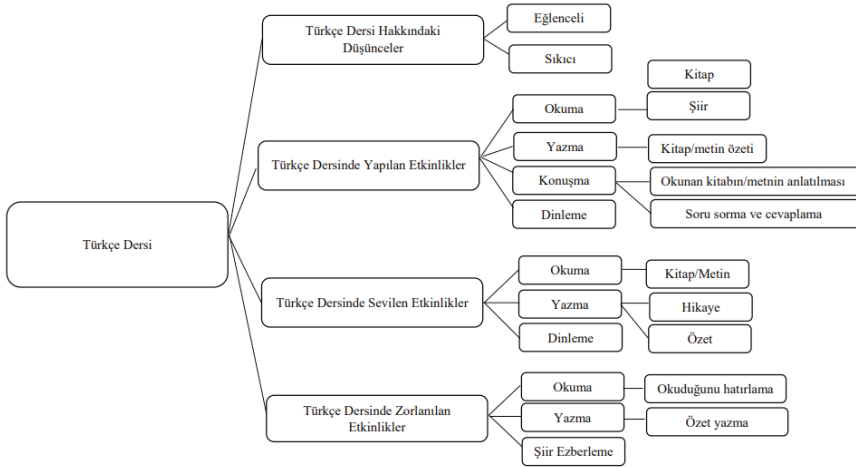 Türkçe Dersi
Türkçe Dersi Hakkındaki
Düşünceler
Eğlenceli
Sıkıcı
Türkçe Dersinde Yapılan Etkinlikler
Okuma
Kitap
Şiir
Yazma
Kitap/metin özeti
Konuşma
Okunan kitabın/metnin anlatılması
Soru sorma ve cevaplama
Dinleme
Türkçe Dersinde Sevilen Etkinlikler
Okuma
Kitap/Metin
Yazma
Hikaye
Özet
Dinleme
Türkçe Dersinde Zorlanılan
Etkinlikler
Okuma
Okuduğunu hatırlama
Yazma
Özet yazma
Şiir Ezberleme